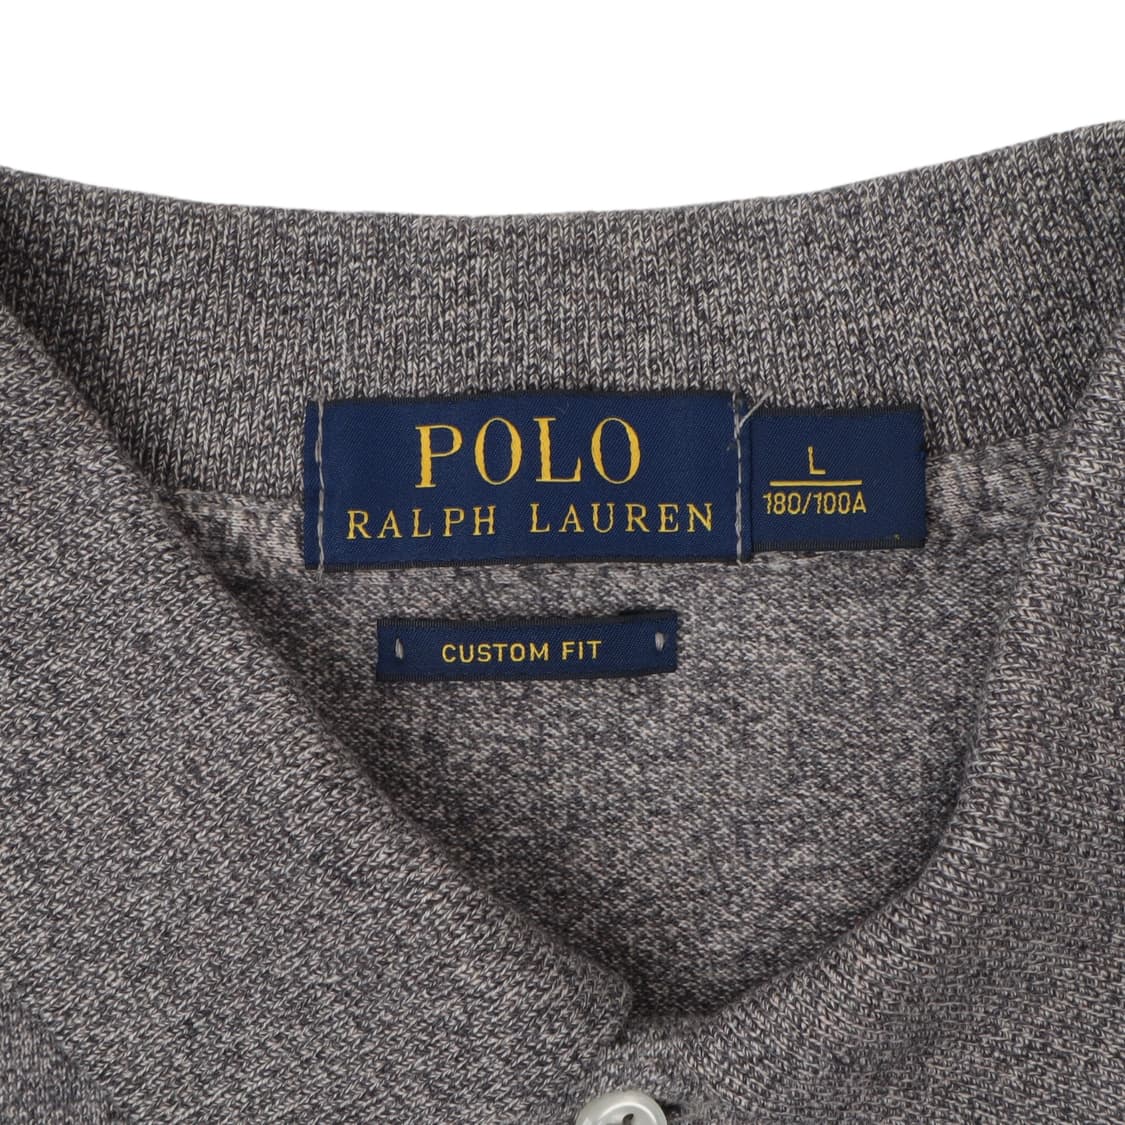 POLO
RALPH LAUREN
L
180/100A
CUSTOM FIT